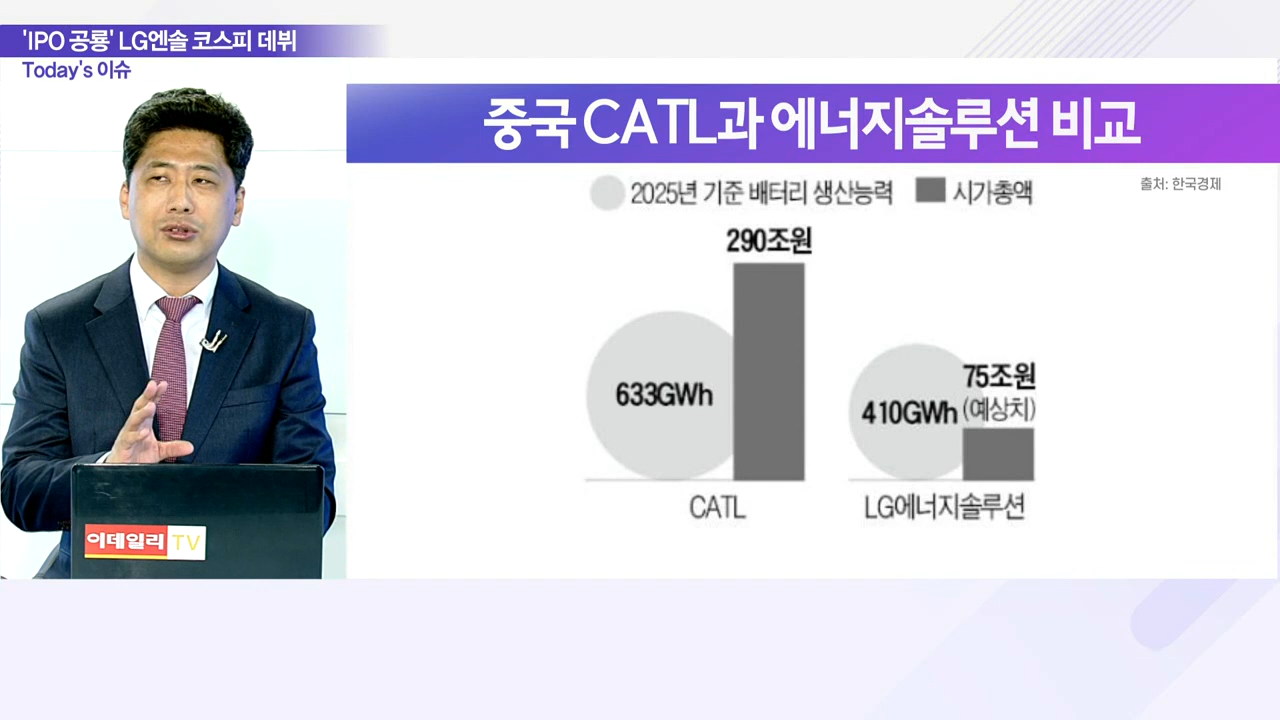 'IPO 공룡' LG엔솔 코스피 데뷔
Today's 이슈
중국 CATL과 에너지솔루션 비교
출처: 한국경제
2025년 기준 배터리 생산능력 시가총액
290조원
633GWh
75조원
410GWh (예상치)
CATL LG에너지솔루션
이데일리 TV